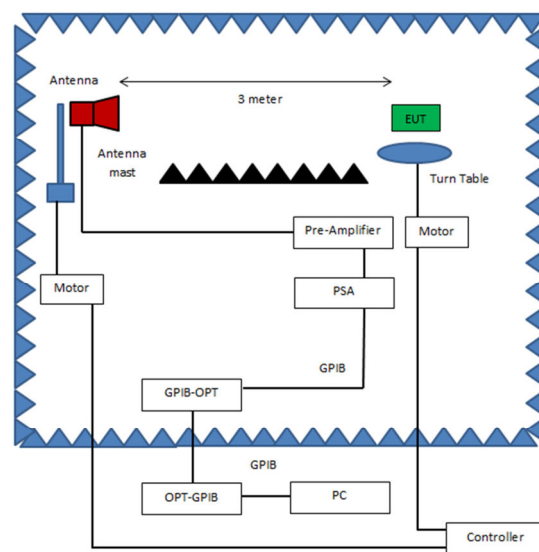 Antenna
3 meter
EUT
Antenna
mast
Turn Table
Pre-Amplifier
Motor
Motor
PSA
GPIB
GPIB-OPT
GPIB
OPT-GPIB
PC
Controller